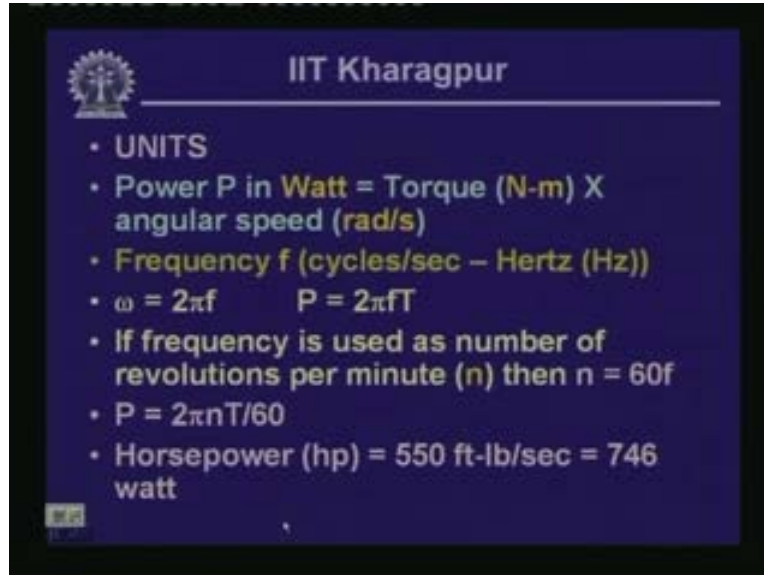 IIT Kharagpur
• UNITS
• Power P in Watt = Torque (N-m) X
angular speed (rad/s)
• Frequency f (cycles/sec – Hertz (Hz))
• ω = 2πf P = 2πfT
• If frequency is used as number of
revolutions per minute (n) then n = 60f
• P = 2πnT/60
• Horsepower (hp) = 550 ft-lb/sec = 746
watt